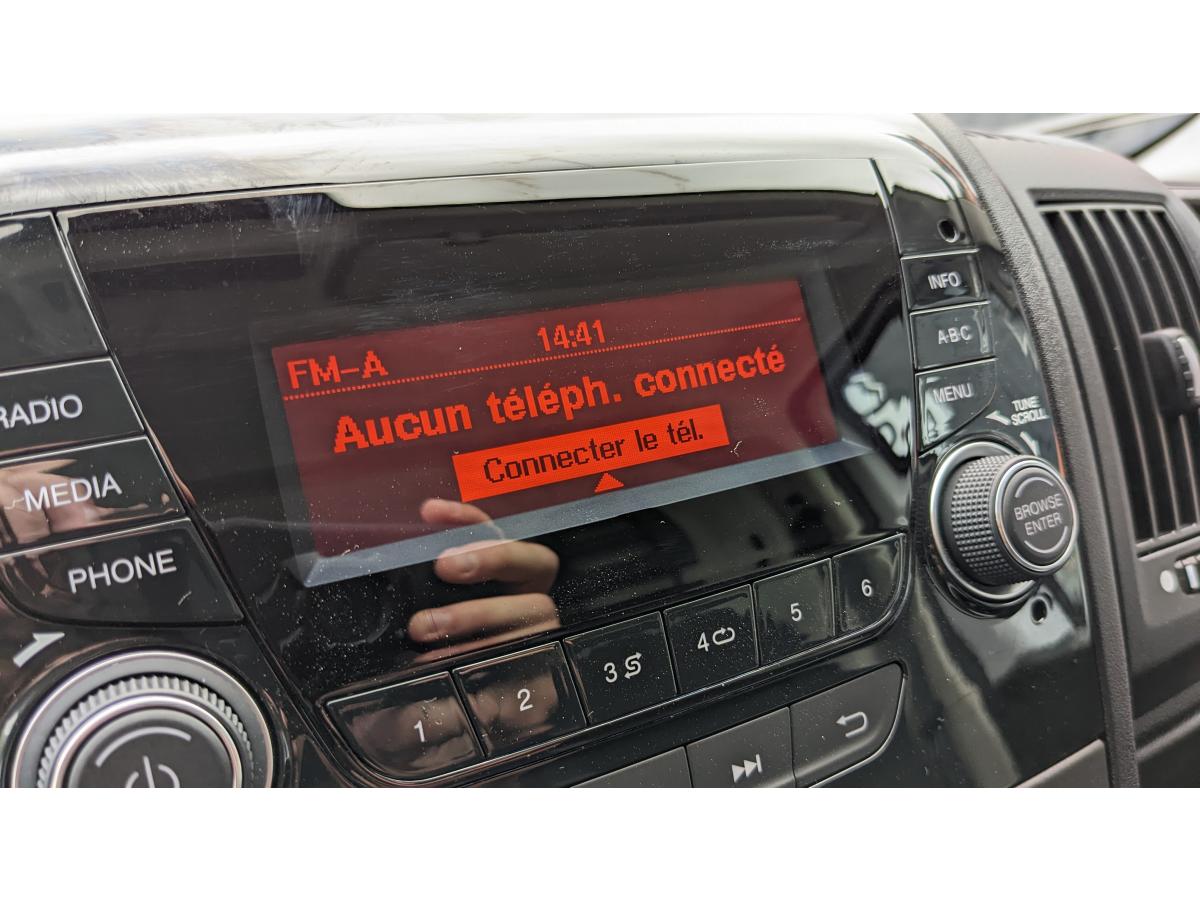 14:41
FM-A
Aucun téléph. connecté
Connecter le tél.
RADIO
MEDIA
PHONE
INFO
A-B-C
MENU
TUNE
SCROLL
BROWSE
ENTER
1
2
3
4
5
6